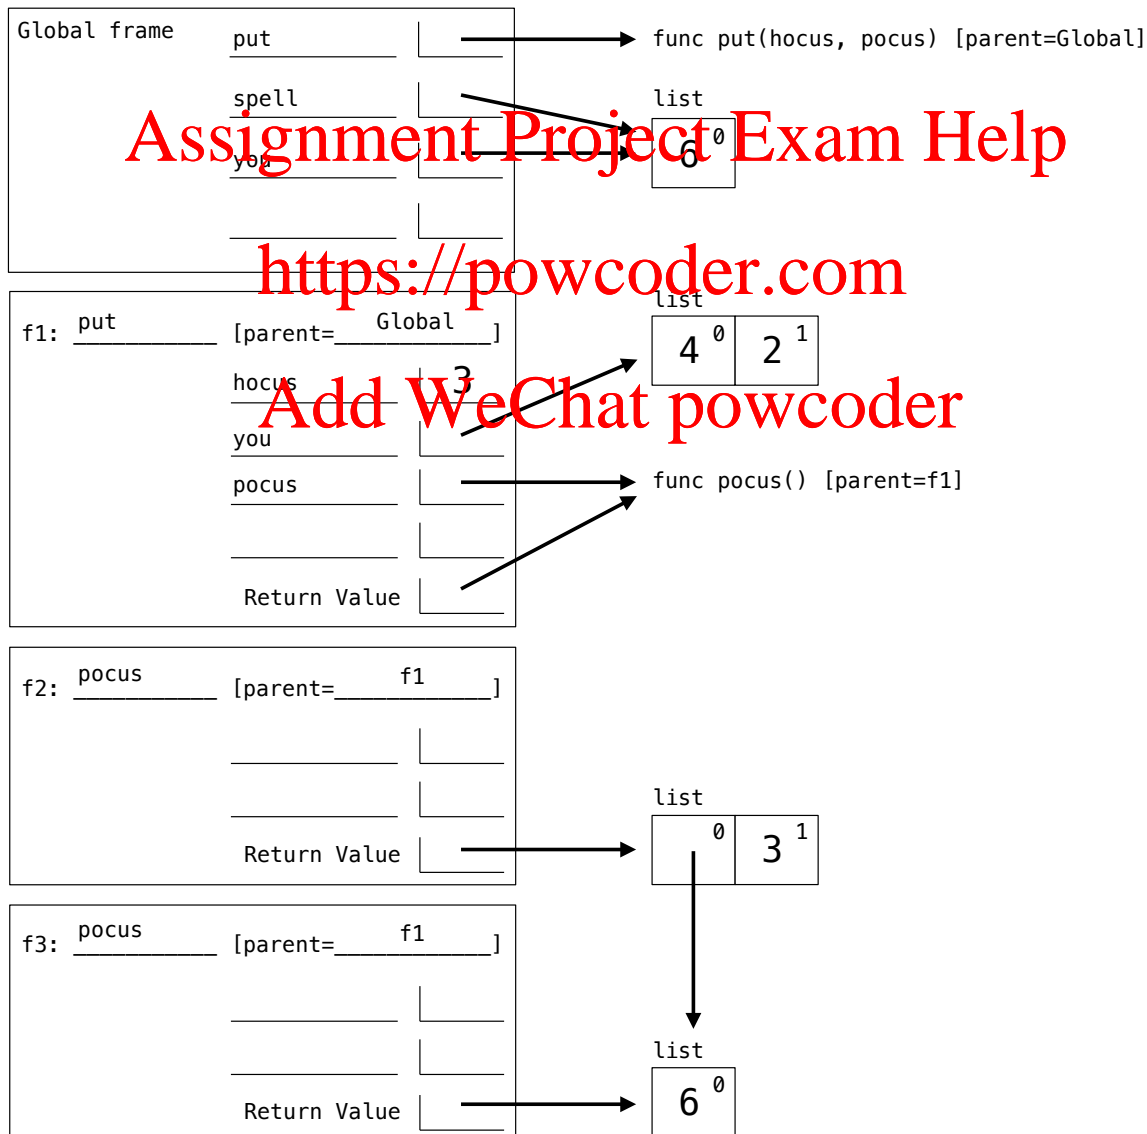 Global frame
put
func put(hocus, pocus) [parent=Global]
spell
list
Assignment Project Exam Help
you
6 0
https://powcoder.com
list
f1: put [parent=Global]
4 0 2 1
hocus 3
Add WeChat powcoder
you
pocus
func pocus() [parent=f1]
Return Value
f2: pocus [parent=f1]
list
0 3 1
Return Value
f3: pocus [parent=f1]
list
6 0
Return Value